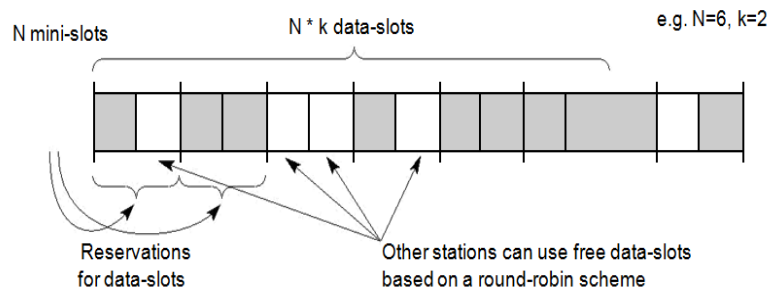 N mini-slots
N * k data-slots
e.g. N=6, k=2
Reservations
for data-slots
Other stations can use free data-slots
based on a round-robin scheme